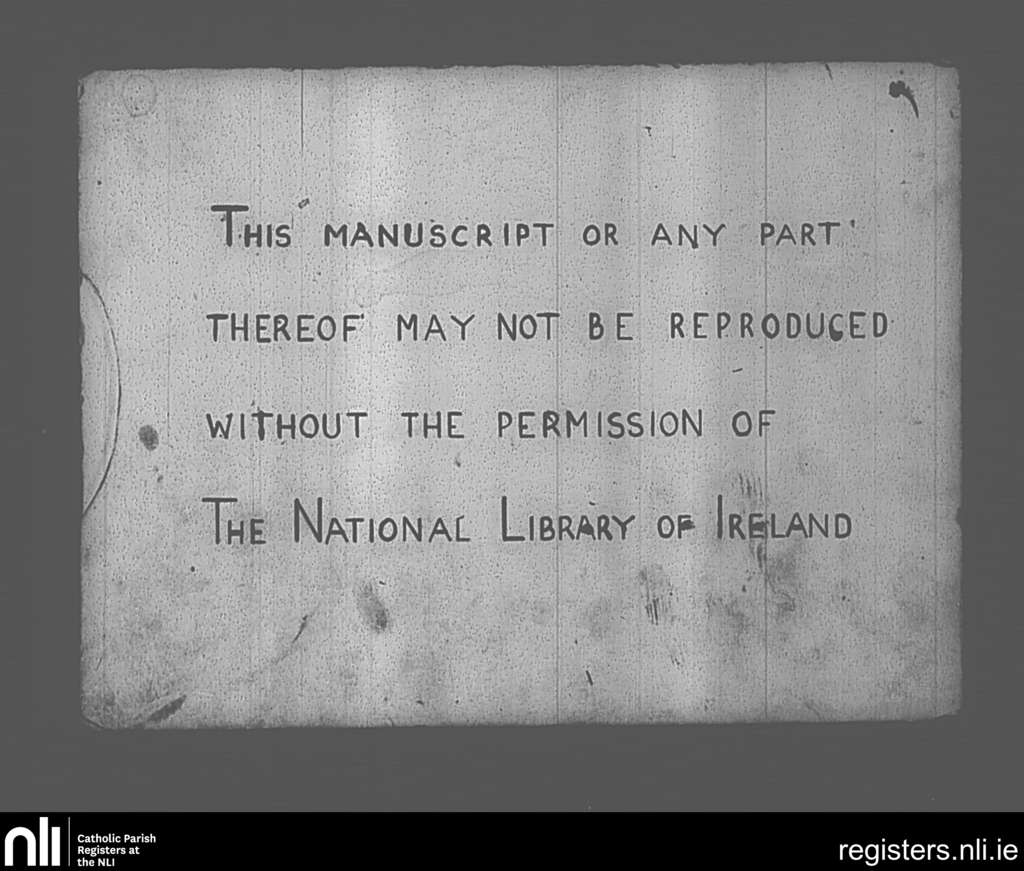 This manuscript or any part
thereof may not be reproduced
without the permission of
The National Library of Ireland
nli
Catholic Parish
Registers at
the NLI
registers.nli.ie